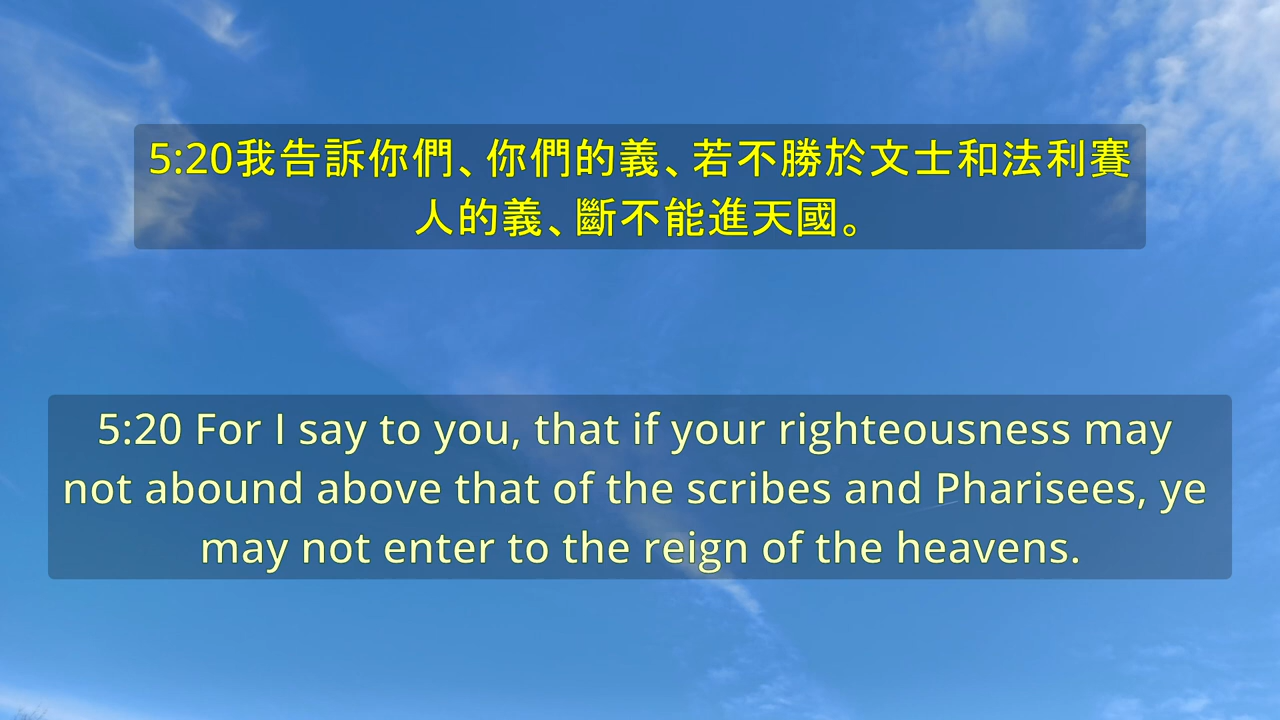 5:20我告訴你們、你們的義、若不勝於文士和法利賽
人的義、斷不能進天國。
5:20 For I say to you, that if your righteousness may
not abound above that of the scribes and Pharisees, ye
may not enter to the reign of the heavens.